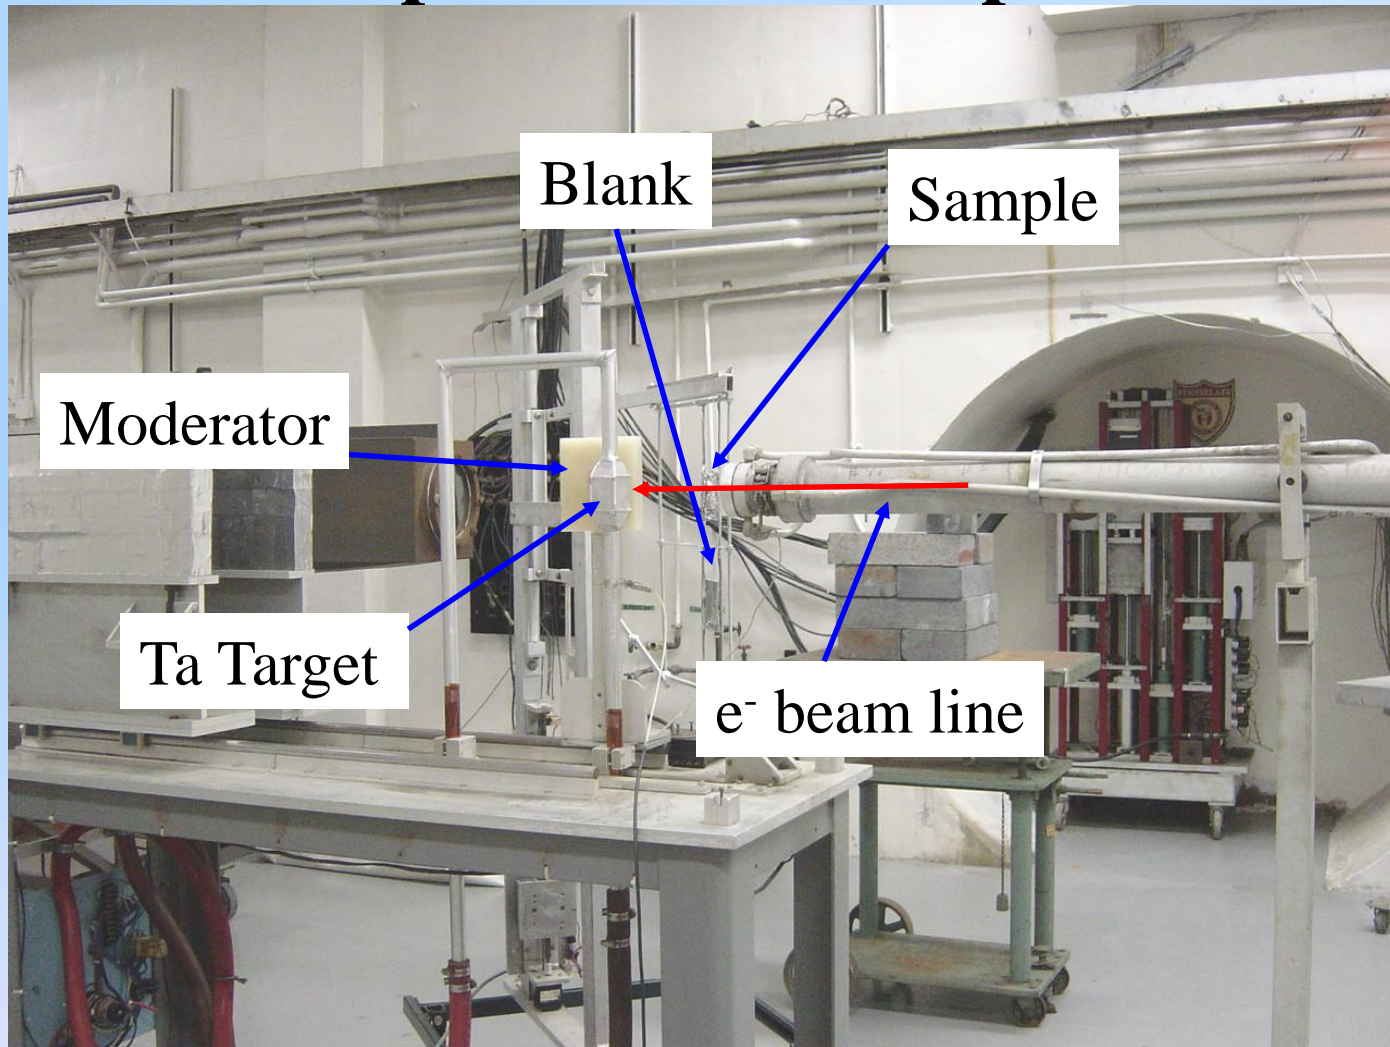 Blank
Sample
Moderator
Ta Target
e⁻ beam line